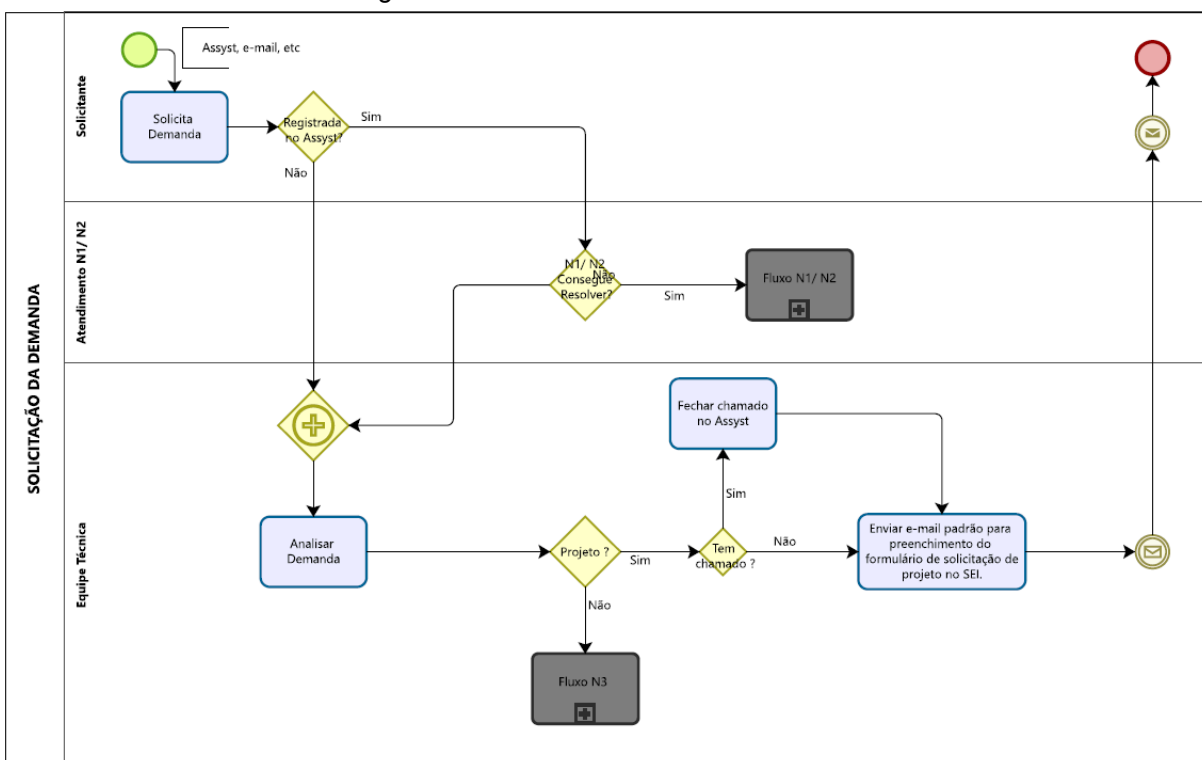 SOLICITAÇÃO DA DEMANDA
Solicitante
Assyst, e-mail, etc
Solicita
Demanda
Registrada
no Assyst?
Sim
Não
Atendimento N1/ N2
N1/ N2
Consegue
Resolver?
Não
Sim
Fluxo N1/ N2
Equipe Técnica
Analisar
Demanda
Projeto ?
Sim
Não
Fluxo N3
Tem
chamado ?
Sim
Não
Fechar chamado
no Assyst
Enviar e-mail padrão para
preenchimento do
formulário de solicitação de
projeto no SEI.